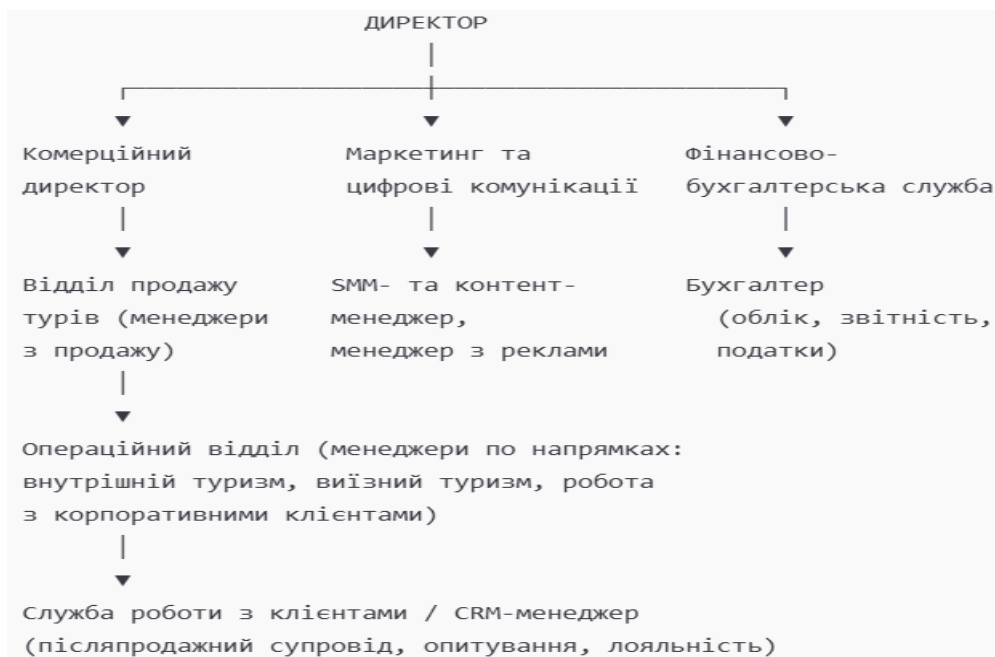 ДИРЕКТОР
Комерційний директор
Маркетинг та цифрові комунікації
Фінансово-бухгалтерська служба
Відділ продажу
турів (менеджери
з продажу)
SMM- та контент-
менеджер,
менеджер з реклами
Бухгалтер
(облік, звітність,
податки)
Операційний відділ (менеджери по напрямках:
внутрішній туризм, виїзний туризм, робота
з корпоративними клієнтами)
Служба роботи з клієнтами / CRM-менеджер
(післяпродажний супровід, опитування, лояльність)